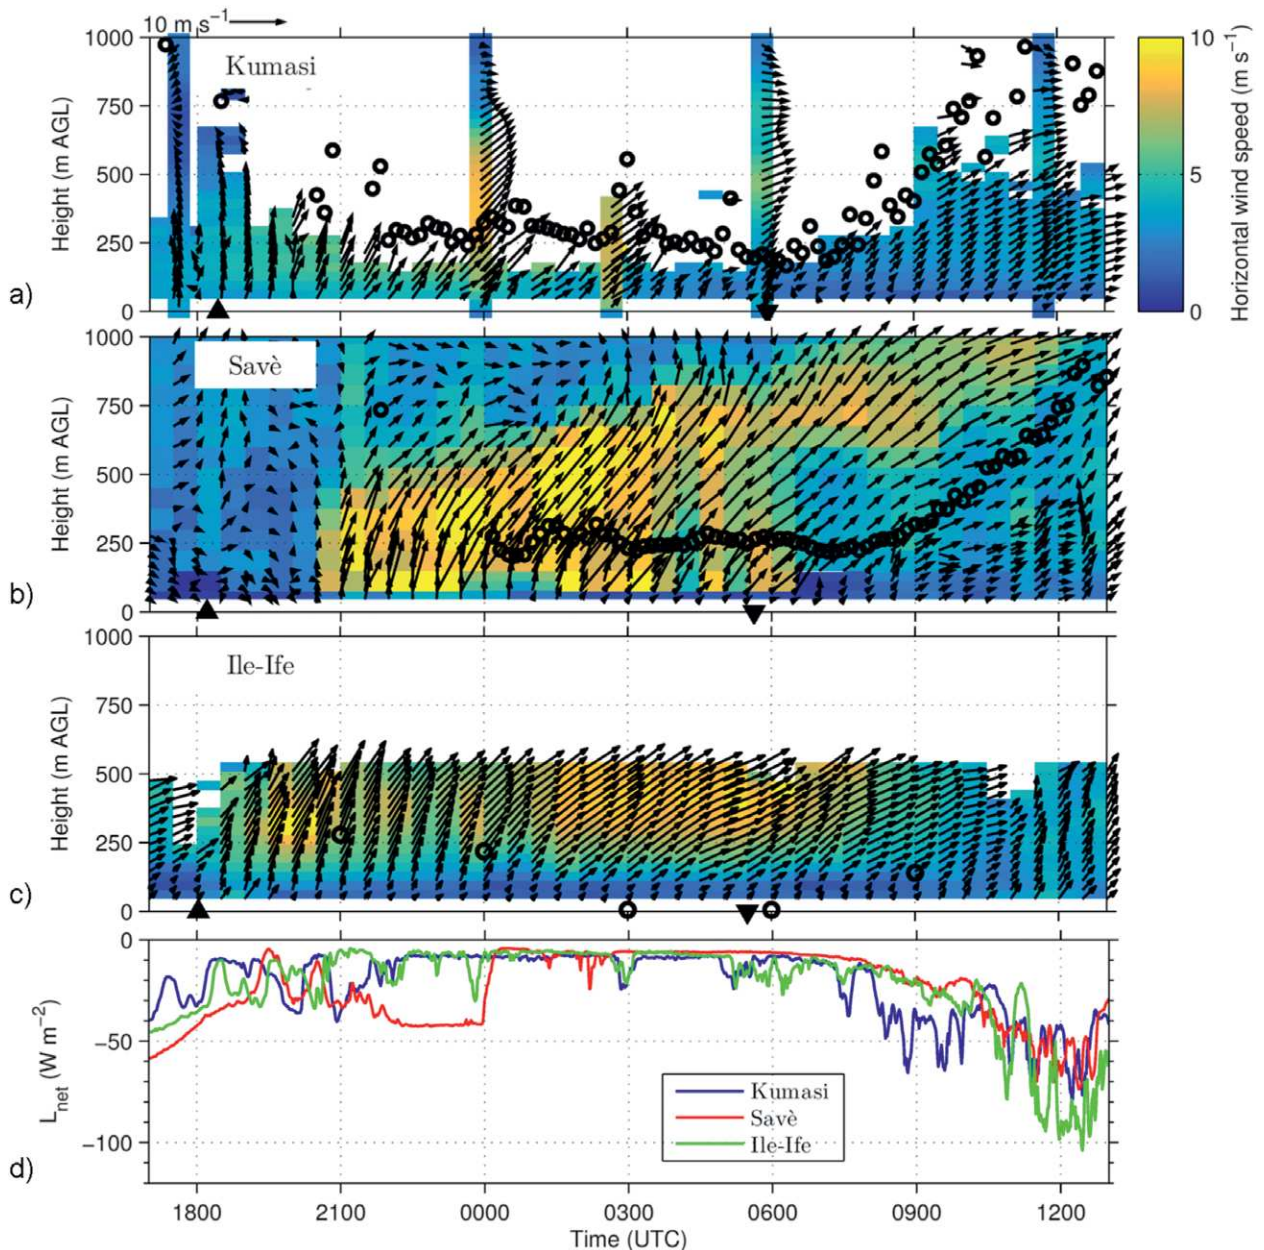 10 m s⁻¹
1000
750
500
250
0
Height (m AGL)
Kumasi
a)
10
5
0
Horizontal wind speed (m s⁻¹)
1000
750
500
250
0
Height (m AGL)
Savè
b)
1000
750
500
250
0
Height (m AGL)
Ile-Ife
c)
0
−50
−100
L_net (W m⁻²)
Kumasi
Savè
Ile-Ife
d)
1800 2100 0000 0300 0600 0900 1200
Time (UTC)